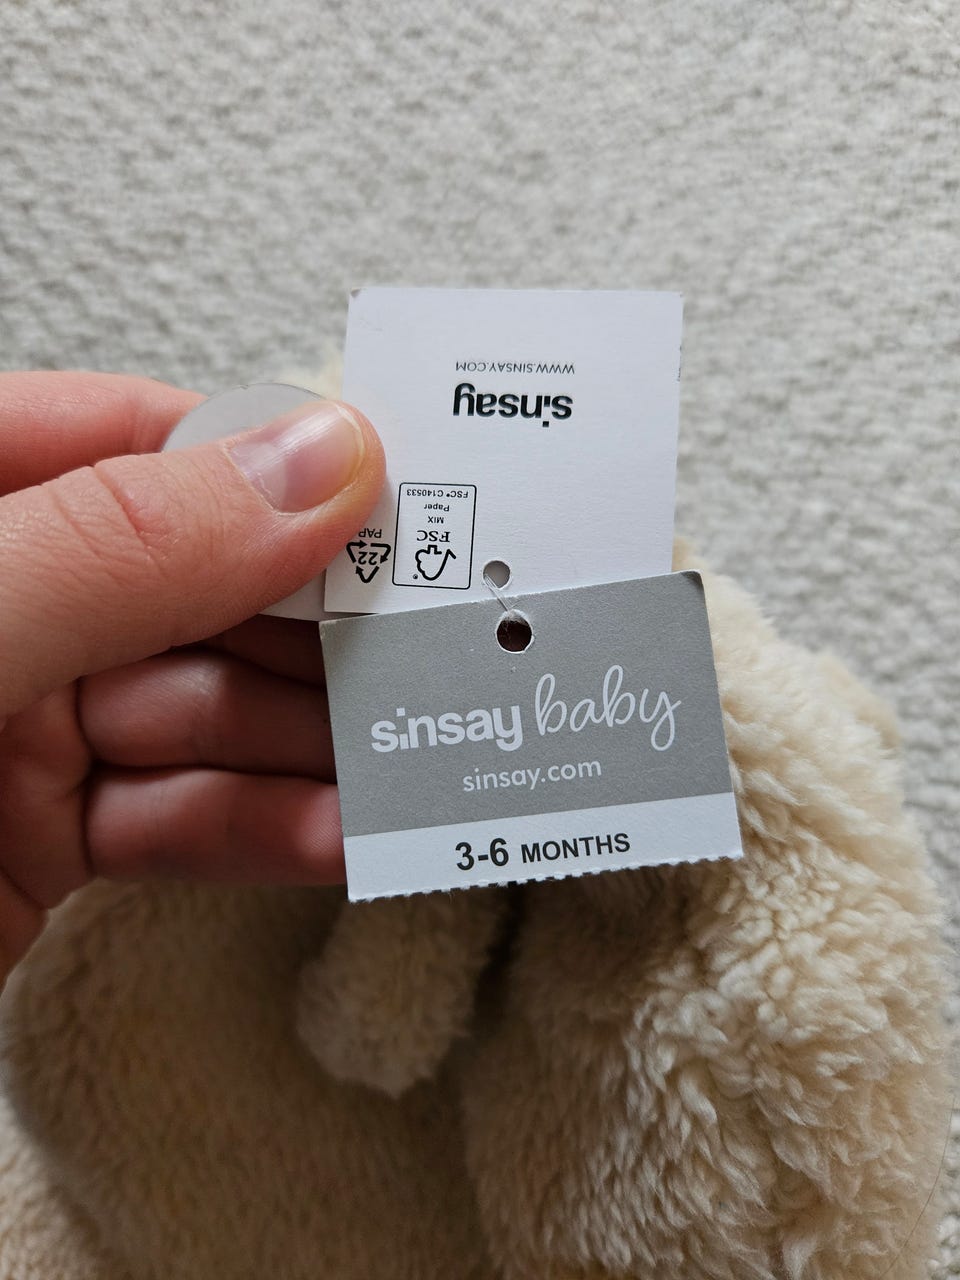 WWW.SINSAY.COM
sinsay
FSC® C140533
Paper
MIX
FSC
22
PAP
sinsay baby
sinsay.com
3-6 MONTHS